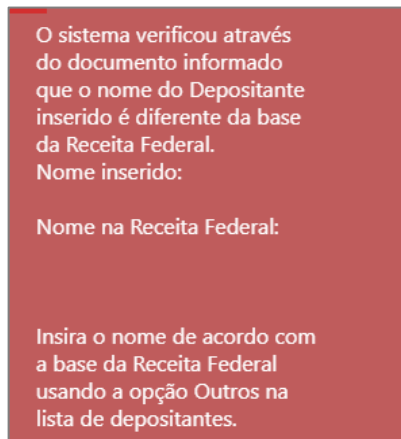 O sistema verificou através
do documento informado
que o nome do Depositante
inserido é diferente da base
da Receita Federal.
Nome inserido:
Nome na Receita Federal:
Insira o nome de acordo com
a base da Receita Federal
usando a opção Outros na
lista de depositantes.